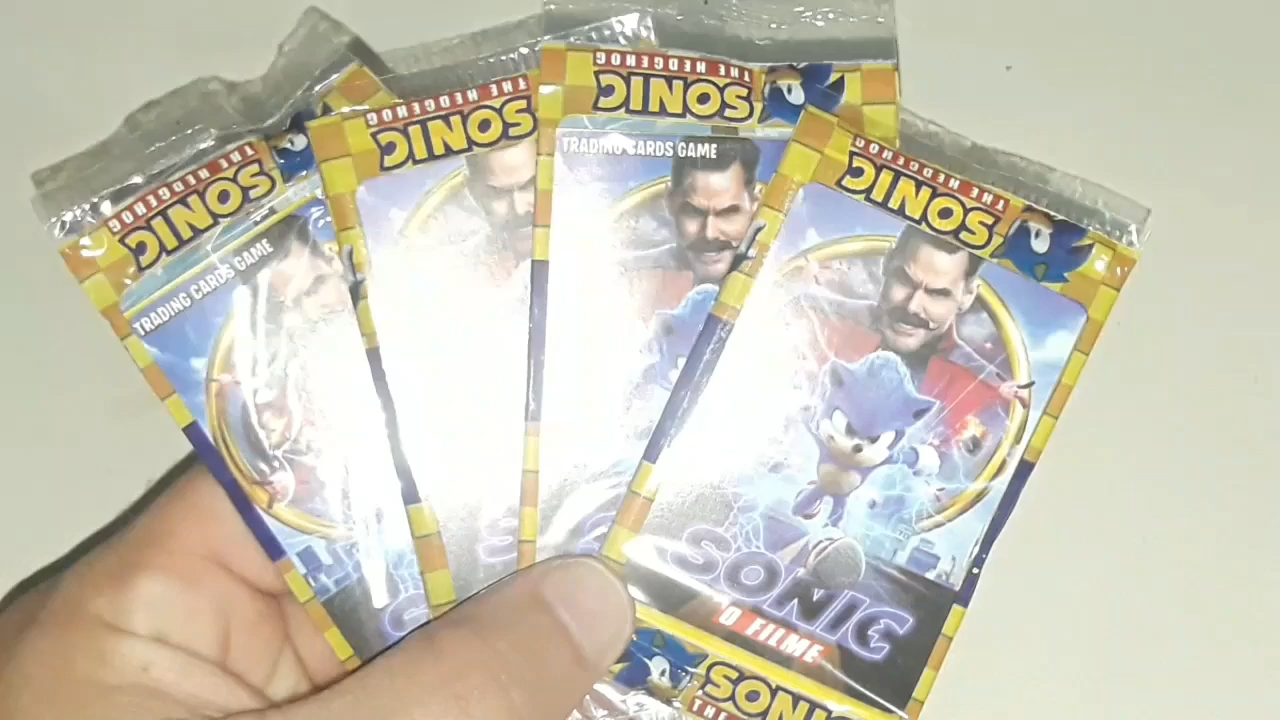 SONIC
THE HEDGEHOG
TRADING CARDS GAME
THE HEDGEHOG
SONIC
SONIC
THE HEDGEHOG
TRADING CARDS GAME
THE HEDGEHOG
SONIC
SONIC
O FILME
SONIC
THE